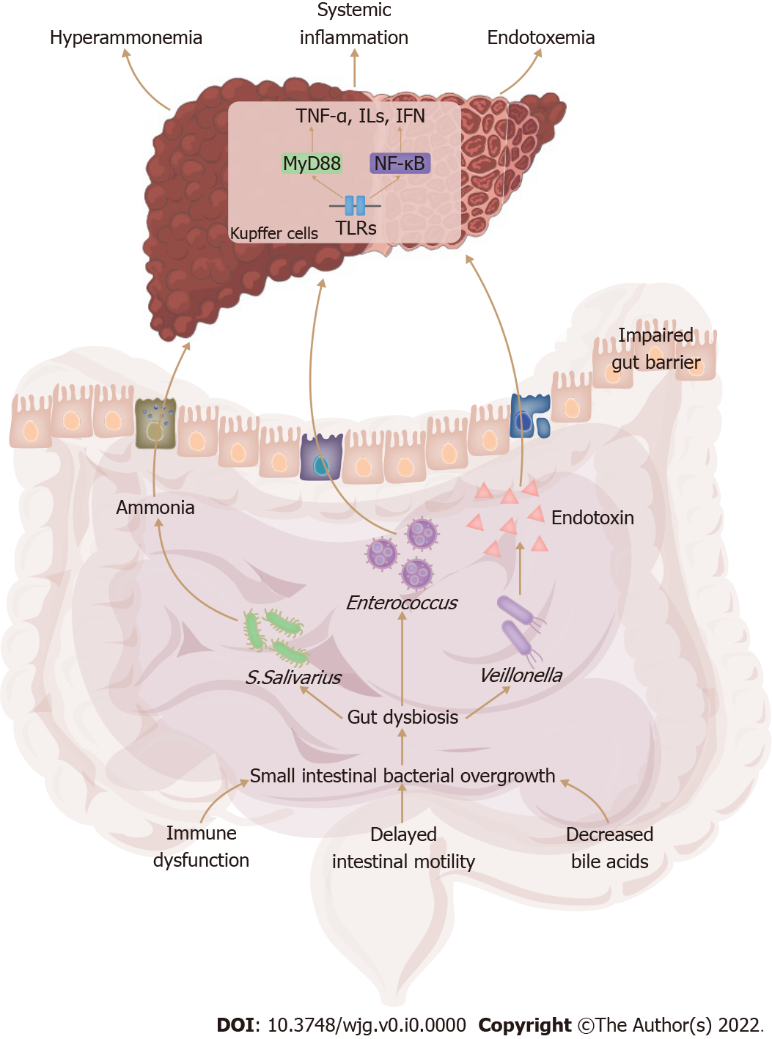 Systemic
inflammation
Hyperammonemia
Endotoxemia
TNF-α, ILs, IFN
MyD88
NF-κB
TLRs
Kupffer cells
Impaired
gut barrier
Ammonia
Endotoxin
Enterococcus
S.Salivarius
Veillonella
Gut dysbiosis
Small intestinal bacterial overgrowth
Immune
dysfunction
Delayed
intestinal motility
Decreased
bile acids
DOI: 10.3748/wjg.v0.i0.0000 Copyright ©The Author(s) 2022.